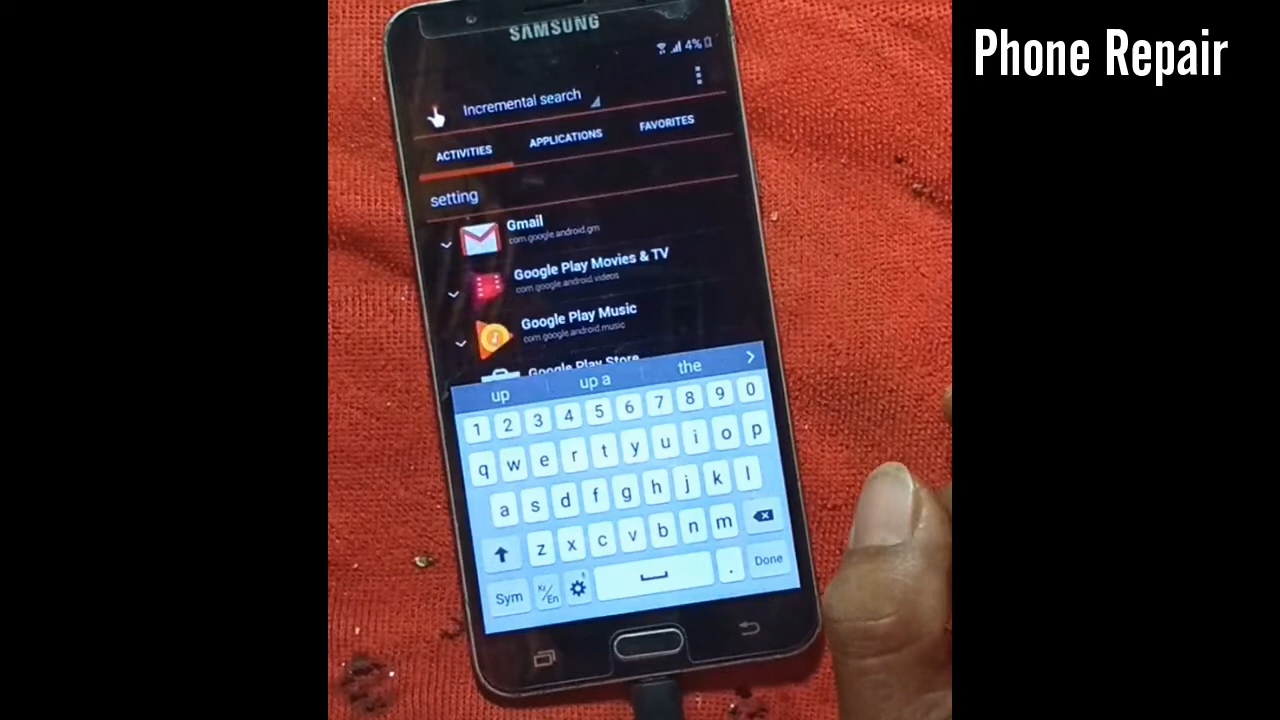 Phone Repair
SAMSUNG
4%
Incremental search
ACTIVITIES
APPLICATIONS
FAVORITES
setting
Gmail
com.google.android.gm
Google Play Movies & TV
com.google.android.videos
Google Play Music
com.google.android.music
Google Play Store
up
up a
the
1 2 3 4 5 6 7 8 9 0
q w e r t y u i o p
a s d f g h j k l
z x c v b n m
Sym
En
.
Done